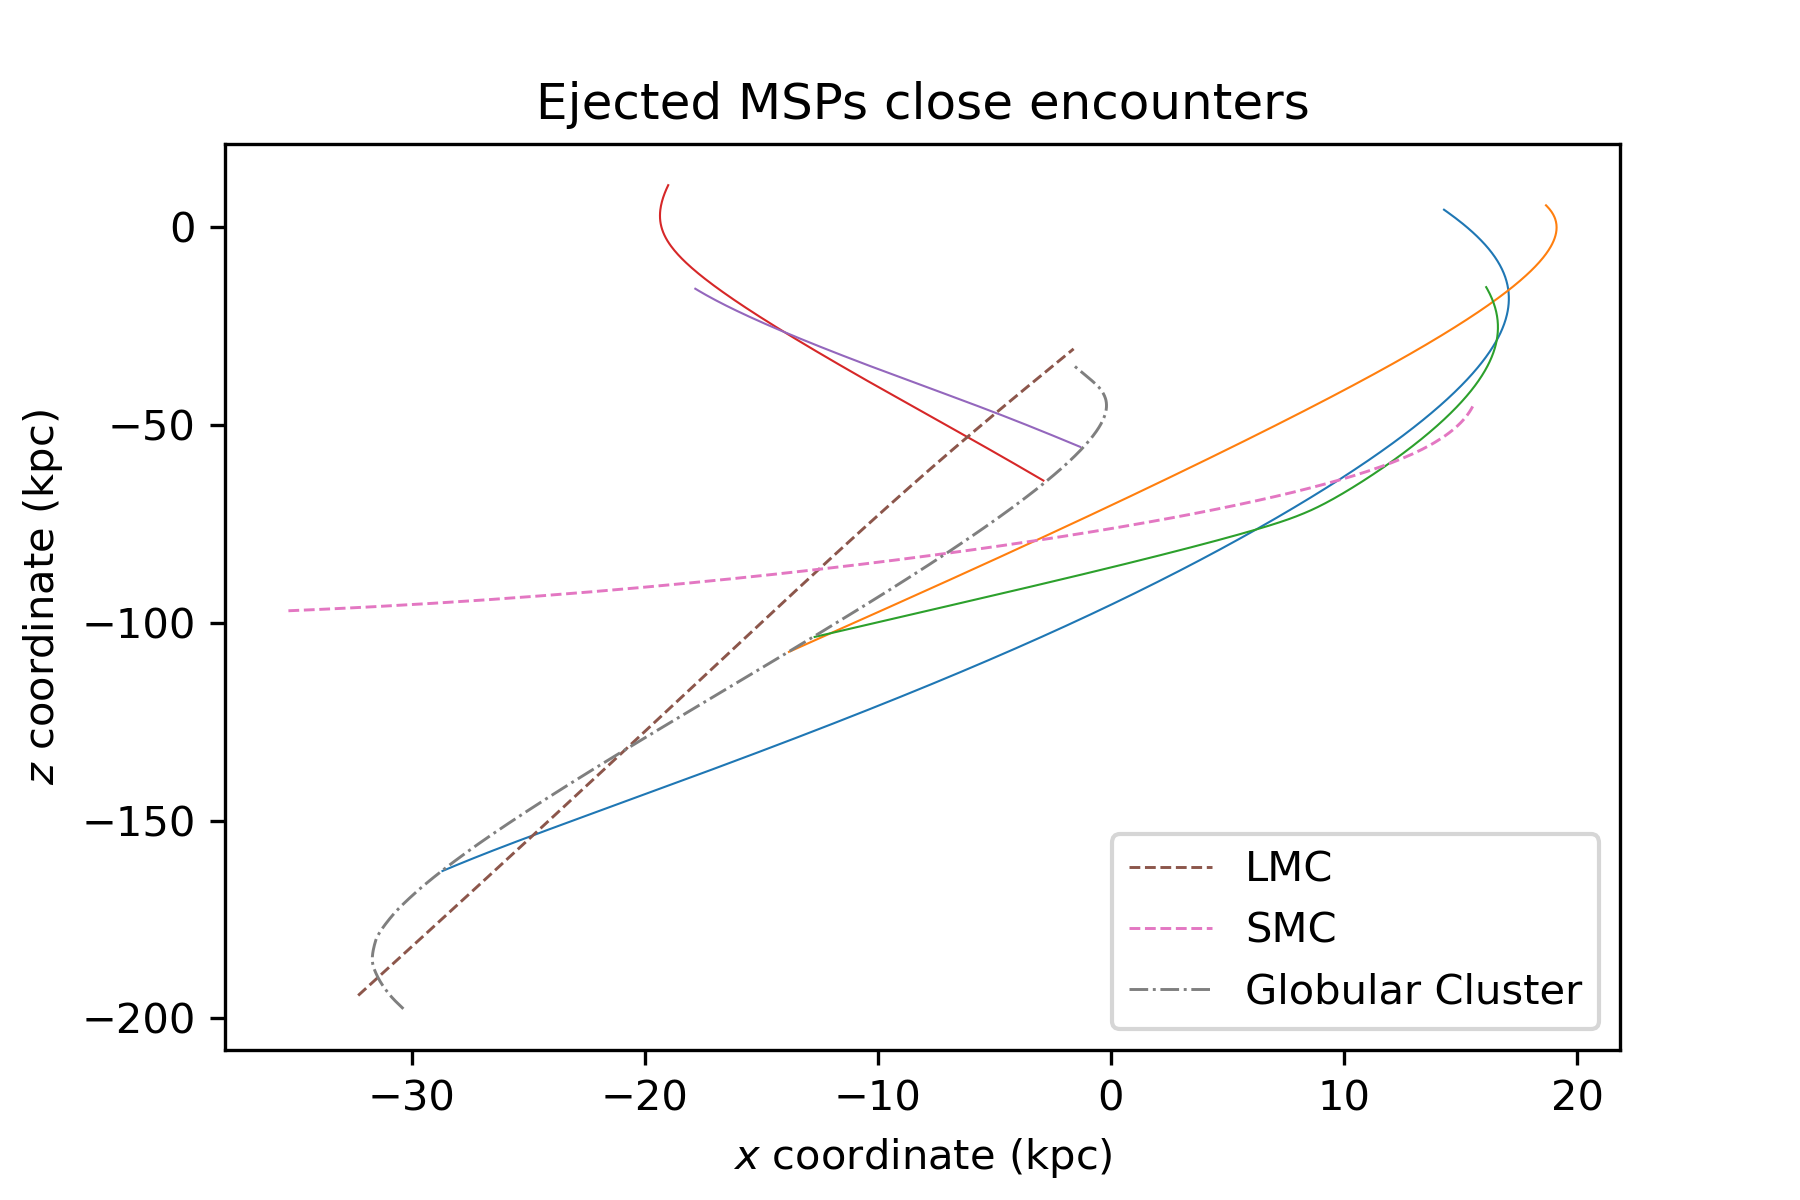 Ejected MSPs close encounters
0
−50
−100
−150
−200
z coordinate (kpc)
LMC
SMC
Globular Cluster
−30 −20 −10 0 10 20
x coordinate (kpc)